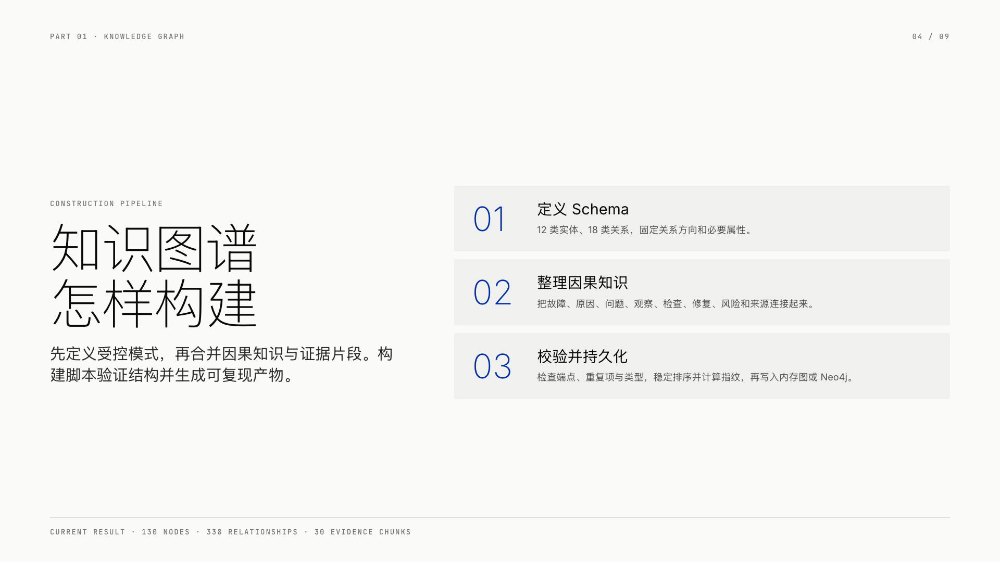 PART 01 · KNOWLEDGE GRAPH
04 / 09
CONSTRUCTION PIPELINE
知识图谱
怎样构建
先定义受控模式，再合并因果知识与证据片段。构
建脚本验证结构并生成可复现产物。
01
定义 Schema
12 类实体、18 类关系，固定关系方向和必要属性。
02
整理因果知识
把故障、原因、问题、观察、检查、修复、风险和来源连接起来。
03
校验并持久化
检查端点、重复项与类型，稳定排序并计算指纹，再写入内存图或 Neo4j。
CURRENT RESULT · 130 NODES · 338 RELATIONSHIPS · 30 EVIDENCE CHUNKS